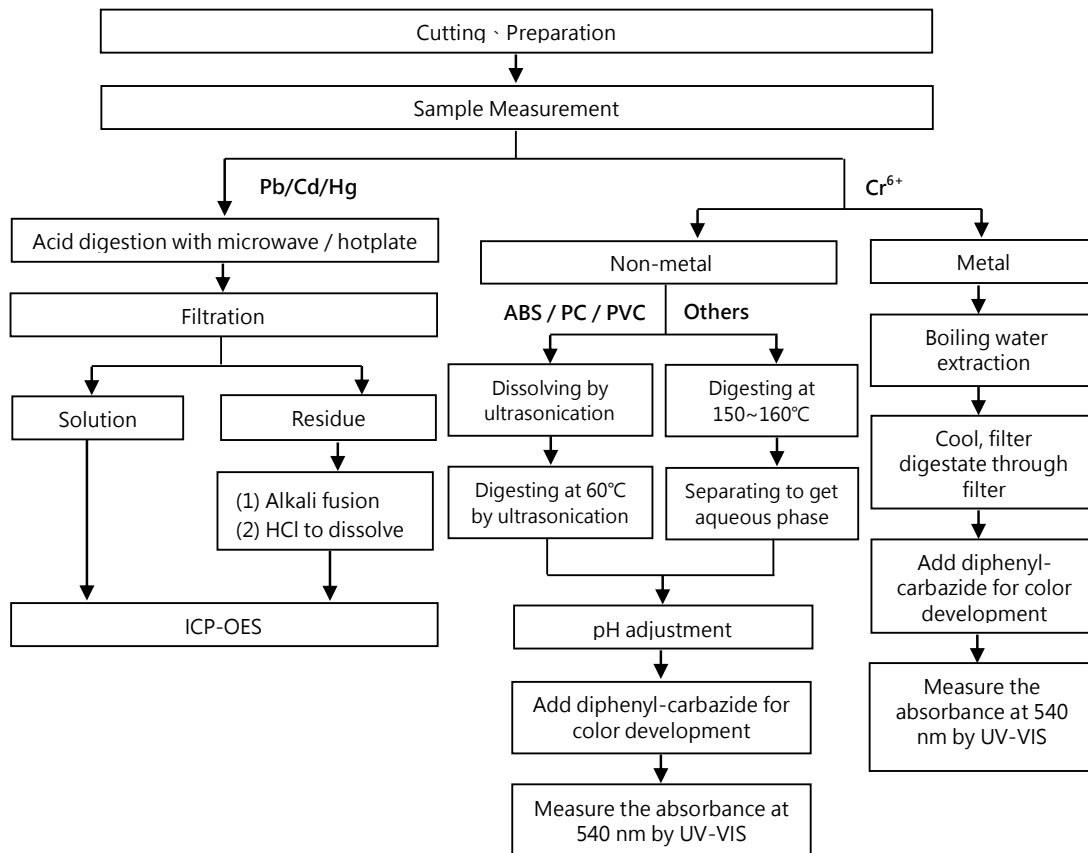 Cutting、Preparation
Sample Measurement
Pb/Cd/Hg
Cr⁶⁺
Acid digestion with microwave / hotplate
Non-metal
Metal
Filtration
ABS / PC / PVC
Others
Boiling water
extraction
Solution
Residue
Dissolving by
ultrasonication
Digesting at
150~160℃
Cool, filter
digestate through
filter
(1) Alkali fusion
(2) HCl to dissolve
Digesting at 60℃
by ultrasonication
Separating to get
aqueous phase
Add diphenyl-
carbazide for color
development
ICP-OES
pH adjustment
Measure the
absorbance at 540
nm by UV-VIS
Add diphenyl-carbazide for
color development
Measure the absorbance at
540 nm by UV-VIS